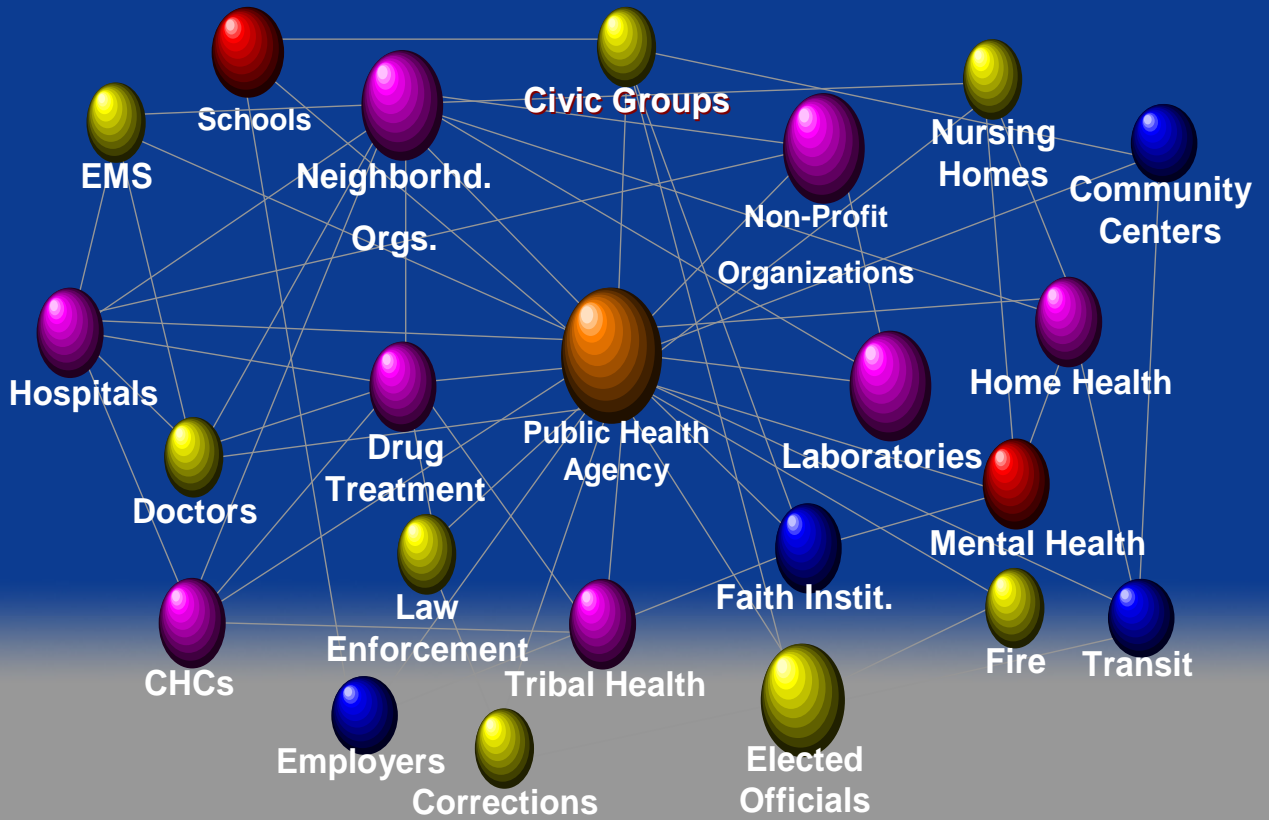 Schools
Civic Groups
EMS
Neighborhd.
Orgs.
Non-Profit
Organizations
Nursing
Homes
Community
Centers
Hospitals
Drug
Treatment
Public Health
Agency
Laboratories
Home Health
Doctors
Law
Enforcement
Faith Instit.
Mental Health
CHCs
Tribal Health
Fire
Transit
Employers
Corrections
Elected
Officials